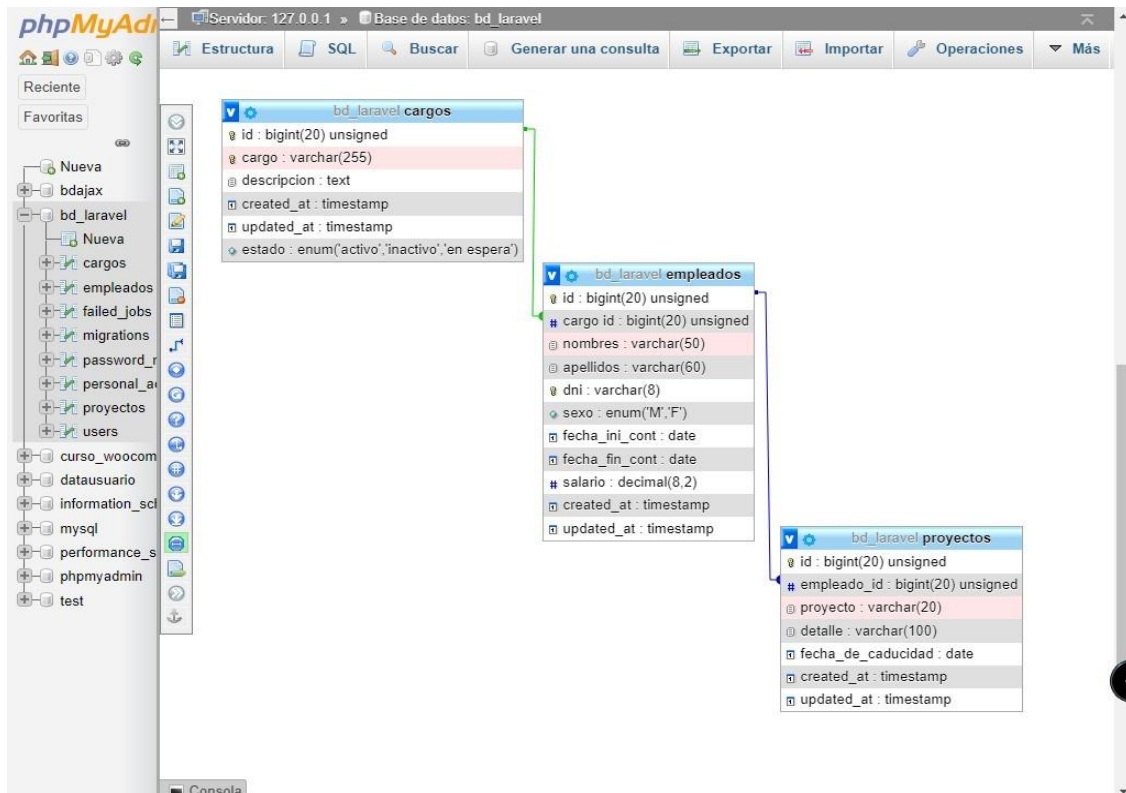 phpMyAdr
Servidor: 127.0.0.1 » Base de datos: bd_laravel
Estructura SQL Buscar Generar una consulta Exportar Importar Operaciones Más
Reciente
Favoritas
Nueva
bdajax
bd_laravel
Nueva
cargos
empleados
failed_jobs
migrations
password_r
personal_a
proyectos
users
curso_woocom
datausuario
information_scl
mysql
performance_s
phpmyadmin
test
v bd_laravel cargos
id : bigint(20) unsigned
cargo : varchar(255)
descripcion : text
created_at : timestamp
updated_at : timestamp
estado : enum('activo','inactivo','en espera')
v bd_laravel empleados
id : bigint(20) unsigned
# cargo id : bigint(20) unsigned
nombres : varchar(50)
apellidos : varchar(60)
dni : varchar(8)
sexo : enum('M','F')
fecha_ini_cont : date
fecha_fin_cont : date
# salario : decimal(8,2)
created_at : timestamp
updated_at : timestamp
v bd_laravel proyectos
id : bigint(20) unsigned
# empleado_id : bigint(20) unsigned
proyecto : varchar(20)
detalle : varchar(100)
fecha_de_caducidad : date
created_at : timestamp
updated_at : timestamp
Consola